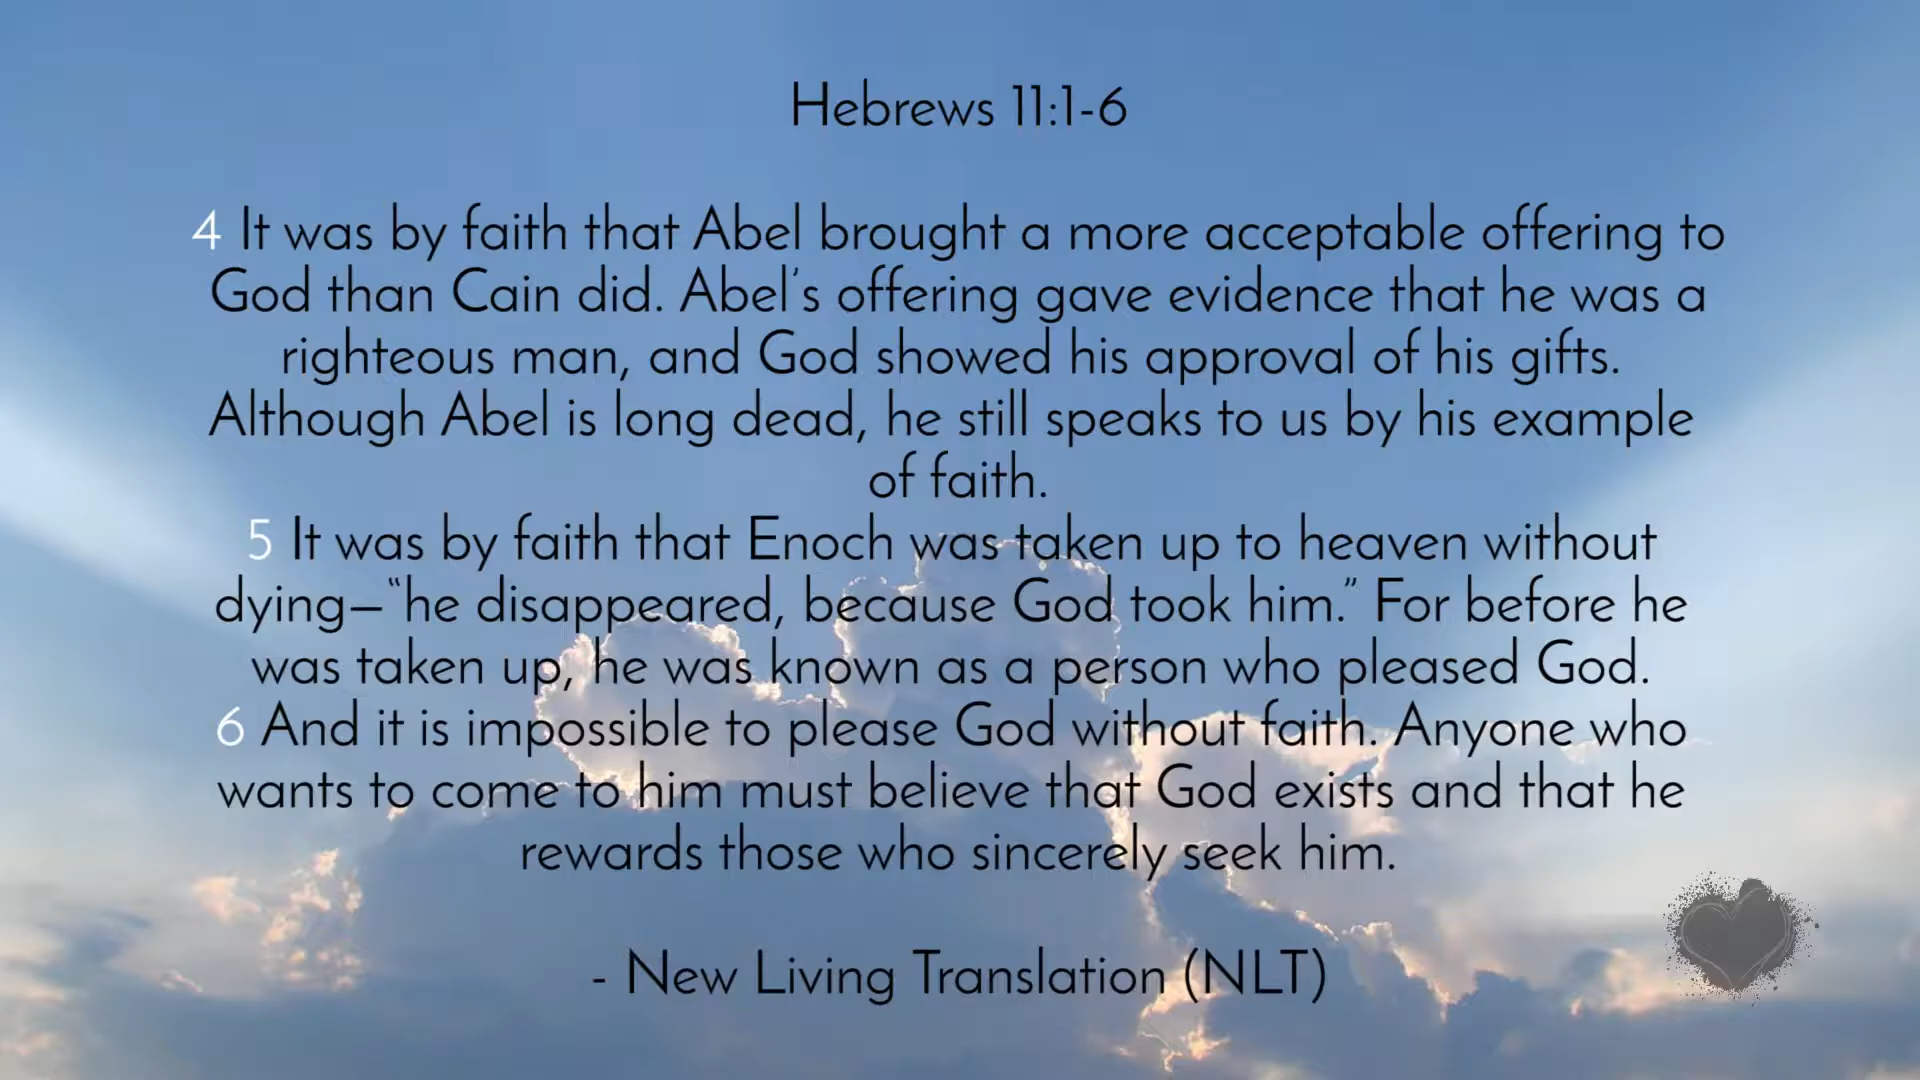 Hebrews 11:1-6
4 It was by faith that Abel brought a more acceptable offering to
God than Cain did. Abel's offering gave evidence that he was a
righteous man, and God showed his approval of his gifts.
Although Abel is long dead, he still speaks to us by his example
of faith.
5 It was by faith that Enoch was taken up to heaven without
dying—“he disappeared, because God took him.” For before he
was taken up, he was known as a person who pleased God.
6 And it is impossible to please God without faith. Anyone who
wants to come to him must believe that God exists and that he
rewards those who sincerely seek him.
- New Living Translation (NLT)